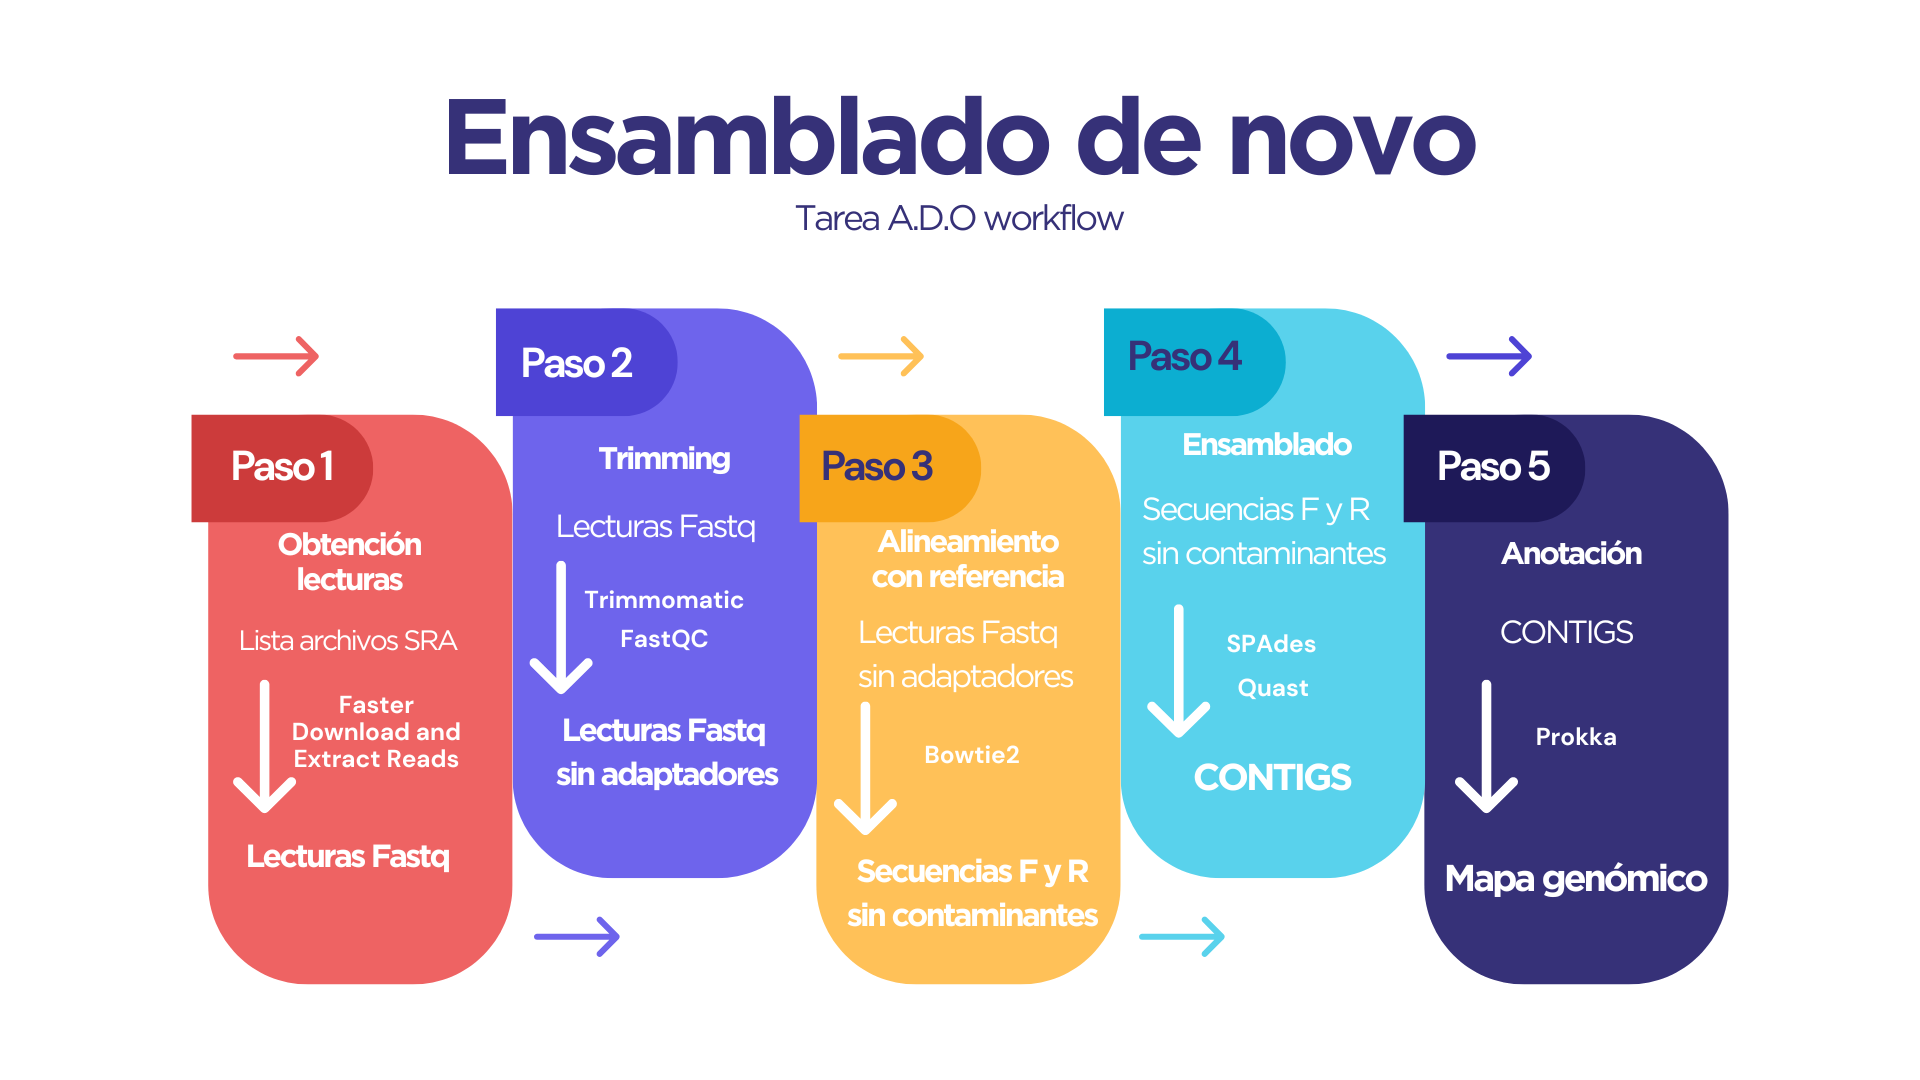 Ensamblado de novo
Tarea A.D.O workflow
Paso 1
Obtención
lecturas
Lista archivos SRA
Faster
Download and
Extract Reads
Lecturas Fastq
Paso 2
Trimming
Lecturas Fastq
Trimmomatic
FastQC
Lecturas Fastq
sin adaptadores
Paso 3
Alineamiento
con referencia
Lecturas Fastq
sin adaptadores
Bowtie2
Secuencias F y R
sin contaminantes
Paso 4
Ensamblado
Secuencias F y R
sin contaminantes
SPAdes
Quast
CONTIGS
Paso 5
Anotación
CONTIGS
Prokka
Mapa genómico